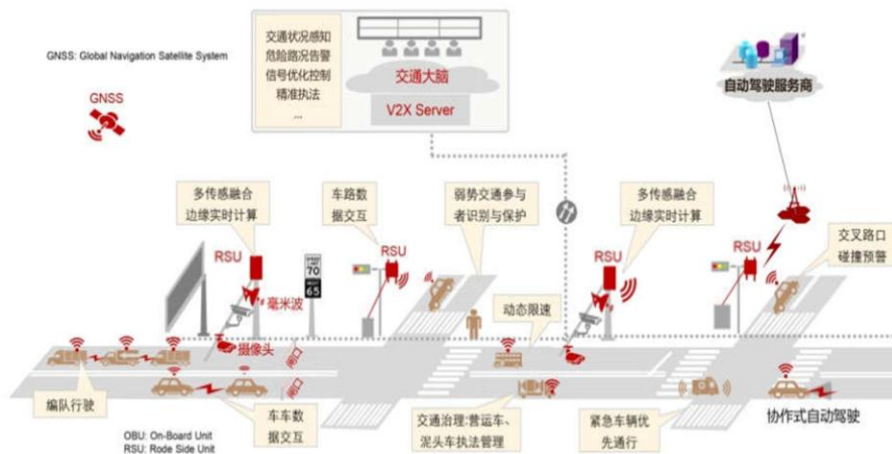 GNSS: Global Navigation Satellite System
GNSS
交通状况感知
危险路况告警
信号优化控制
精准执法
...
交通大脑
V2X Server
自动驾驶服务商
多传感融合
边缘实时计算
车路数
据交互
弱势交通参与
者识别与保护
多传感融合
边缘实时计算
交叉路口
碰撞预警
RSU
RSU
RSU
RSU
SPEED
LIMIT
70
65
毫米波
摄像头
动态限速
编队行驶
车车数
据交互
交通治理:营运车、
泥头车执法管理
紧急车辆优
先通行
协作式自动驾驶
OBU: On-Board Unit
RSU: Rode Side Unit